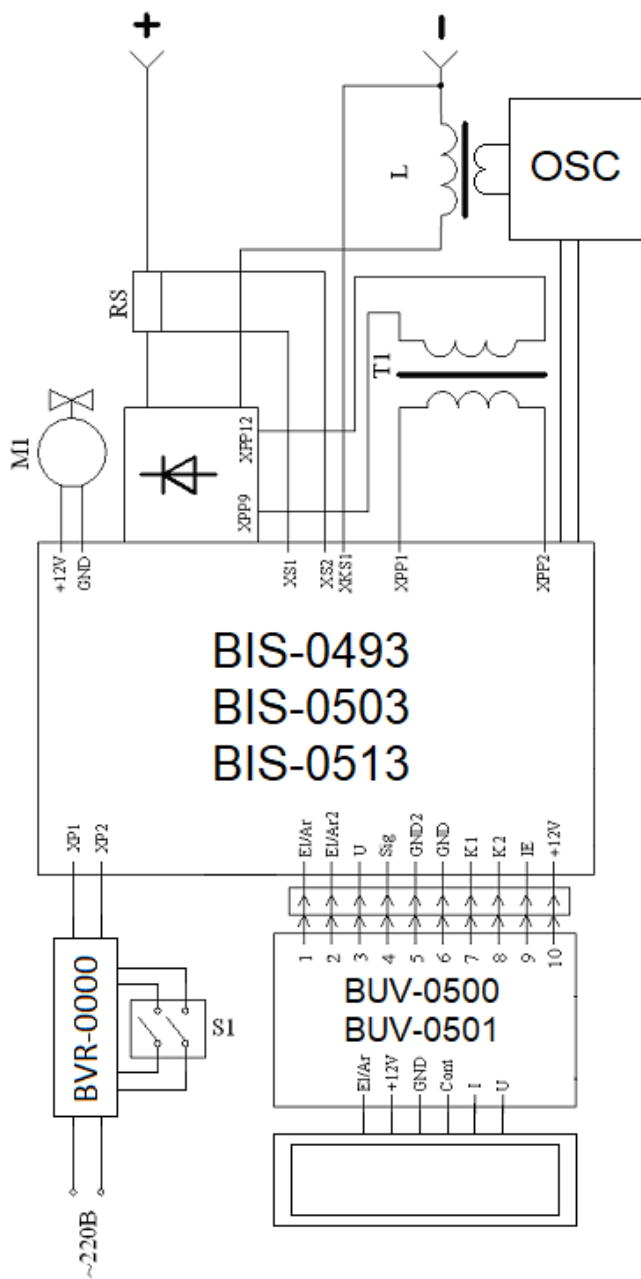 +
−
L
OSC
RS
T1
M1
XPP12
XPP9
+12V
GND
XS1
XS2
XKS1
XPP1
XPP2
BIS-0493
BIS-0503
BIS-0513
XP1
XP2
El/Ar
El/Ar2
U
Sig
GND2
GND
K1
K2
IE
+12V
1
2
3
4
5
6
7
8
9
10
BVR-0000
S1
BUV-0500
BUV-0501
El/Ar
+12V
GND
Cont
I
U
~220В